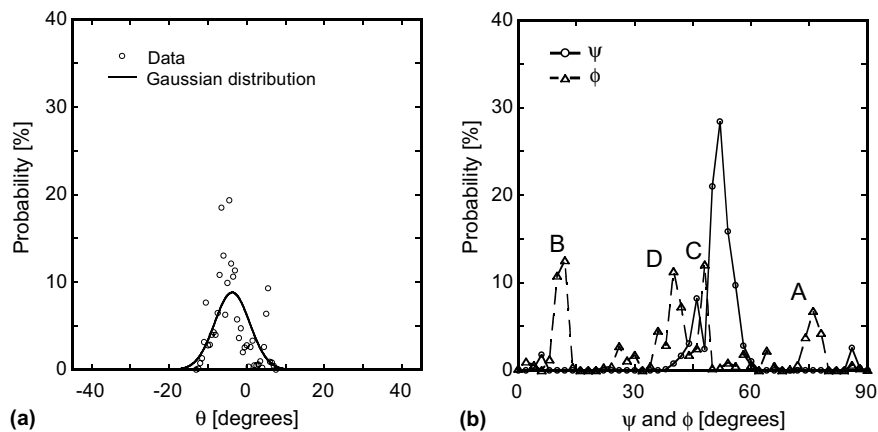 40
30
20
10
0
Probability [%]
Data
Gaussian distribution
-40
-20
0
20
40
θ [degrees]
(a)
40
30
20
10
0
Probability [%]
ψ
ϕ
B
D
C
A
0
30
60
90
ψ and ϕ [degrees]
(b)